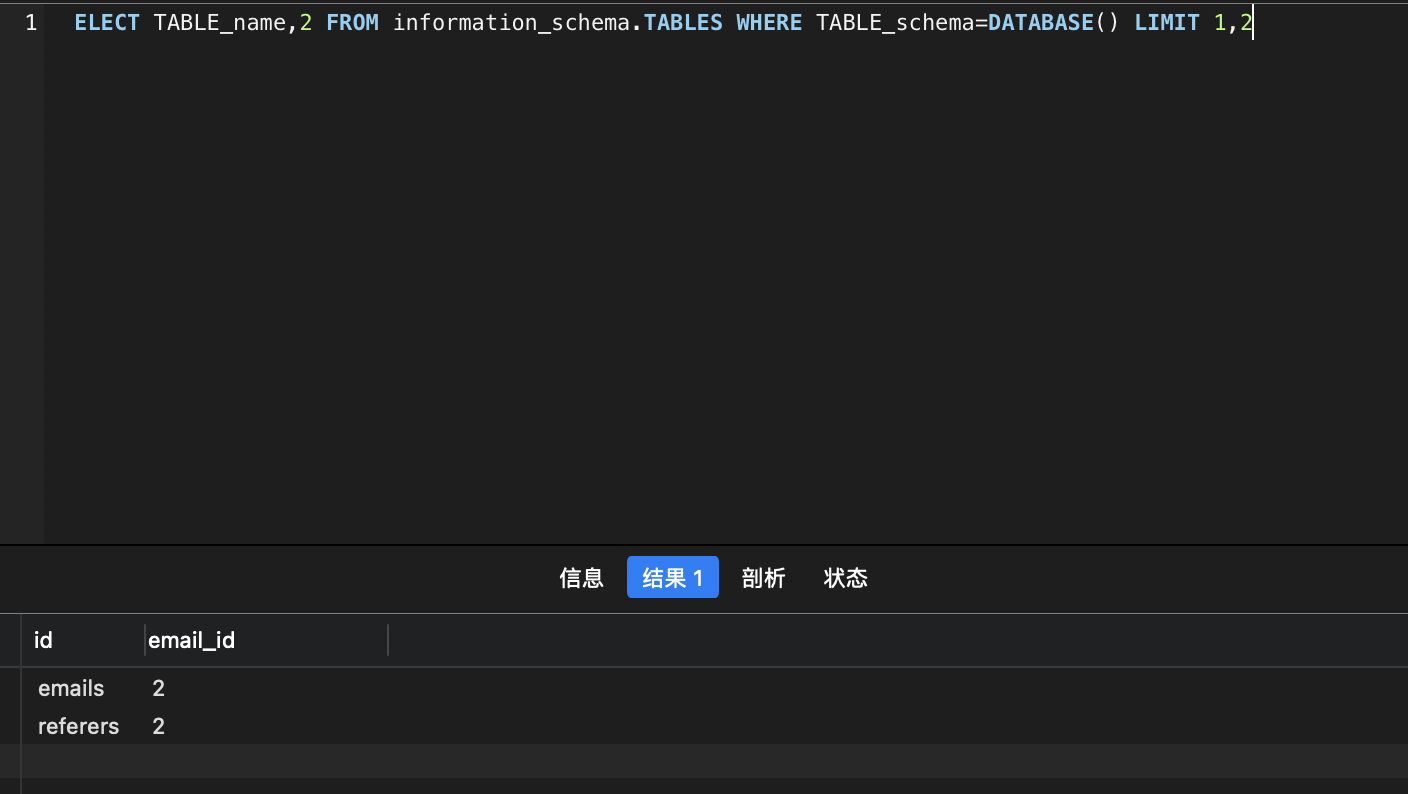 1 ELECT TABLE_name,2 FROM information_schema.TABLES WHERE TABLE_schema=DATABASE() LIMIT 1,2
信息 结果 1 剖析 状态
id email_id
emails 2
referers 2